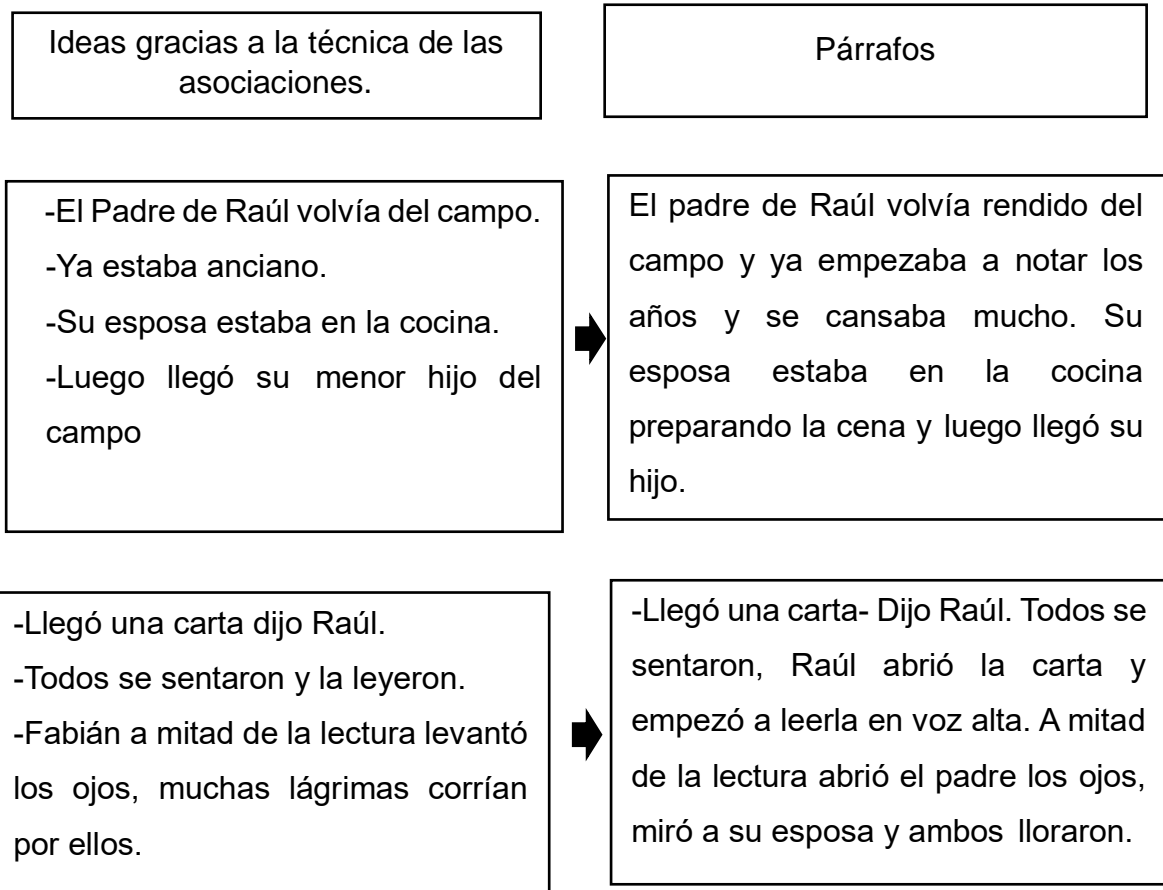 Ideas gracias a la técnica de las
asociaciones.
Párrafos
-El Padre de Raúl volvía del campo.
-Ya estaba anciano.
-Su esposa estaba en la cocina.
-Luego llegó su menor hijo del
campo
El padre de Raúl volvía rendido del
campo y ya empezaba a notar los
años y se cansaba mucho. Su
esposa estaba en la cocina
preparando la cena y luego llegó su
hijo.
-Llegó una carta dijo Raúl.
-Todos se sentaron y la leyeron.
-Fabián a mitad de la lectura levantó
los ojos, muchas lágrimas corrían
por ellos.
-Llegó una carta- Dijo Raúl. Todos se
sentaron, Raúl abrió la carta y
empezó a leerla en voz alta. A mitad
de la lectura abrió el padre los ojos,
miró a su esposa y ambos lloraron.